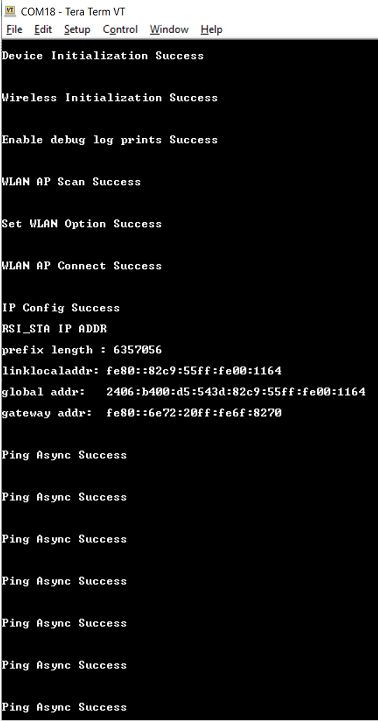 COM18 - Tera Term VT
File Edit Setup Control Window Help
Device Initialization Success
Wireless Initialization Success
Enable debug log prints Success
WLAN AP Scan Success
Set WLAN Option Success
WLAN AP Connect Success
IP Config Success
RSI_STA IP ADDR
prefix length : 6357056
linklocaladdr: fe80::82c9:55ff:fe00:1164
global addr: 2406:b400:d5:543d:82c9:55ff:fe00:1164
gateway addr: fe80::6e72:20ff:fe6f:8270
Ping Async Success
Ping Async Success
Ping Async Success
Ping Async Success
Ping Async Success
Ping Async Success
Ping Async Success